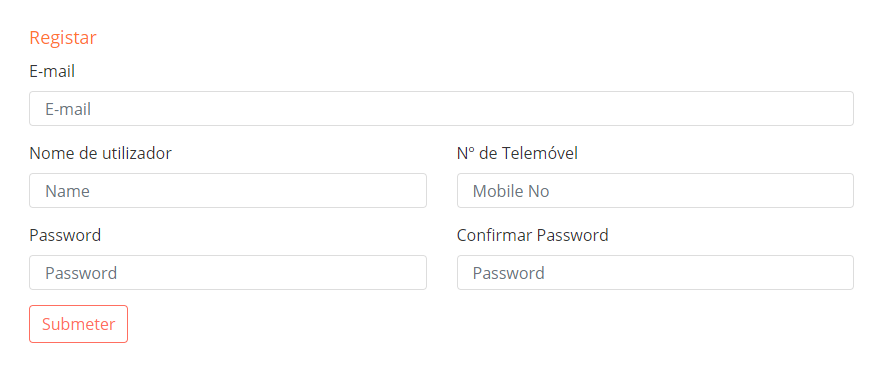 Registar
E-mail
E-mail
Nome de utilizador
Nº de Telemóvel
Name
Mobile No
Password
Confirmar Password
Password
Password
Submeter